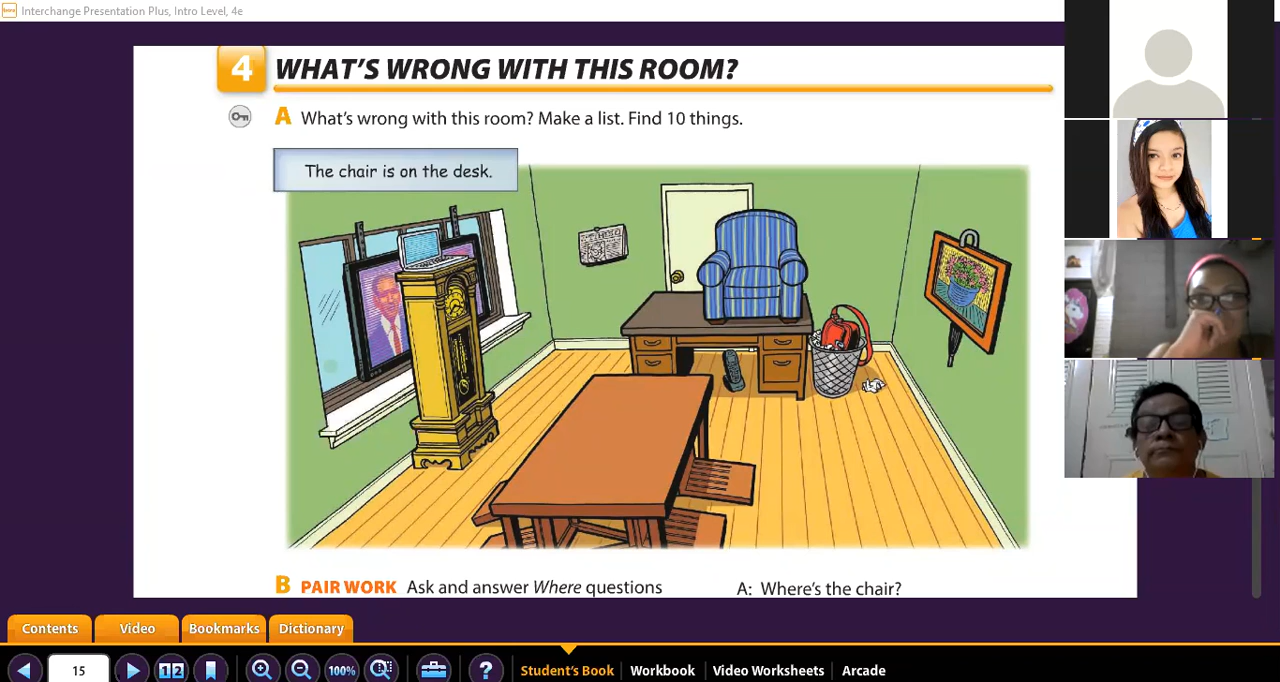 Interchange Presentation Plus, Intro Level, 4e
4 WHAT'S WRONG WITH THIS ROOM?
A What's wrong with this room? Make a list. Find 10 things.
The chair is on the desk.
B PAIR WORK Ask and answer Where questions
A: Where's the chair?
Contents Video Bookmarks Dictionary
15 1 2 100% ? Student's Book Workbook Video Worksheets Arcade